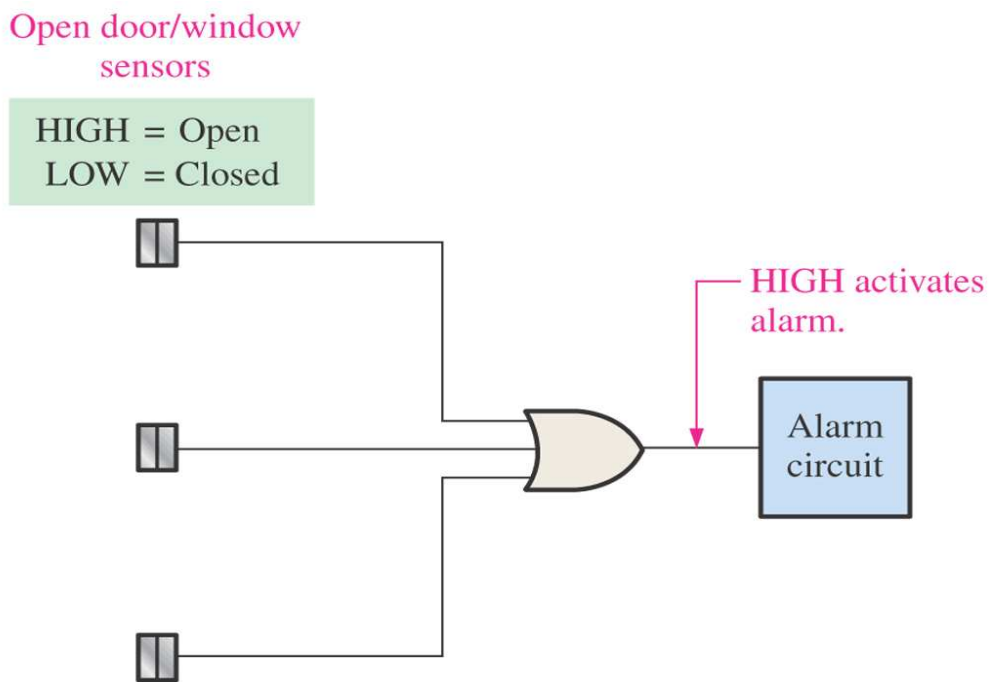 Open door/window
sensors
HIGH = Open
LOW = Closed
HIGH activates
alarm.
Alarm
circuit